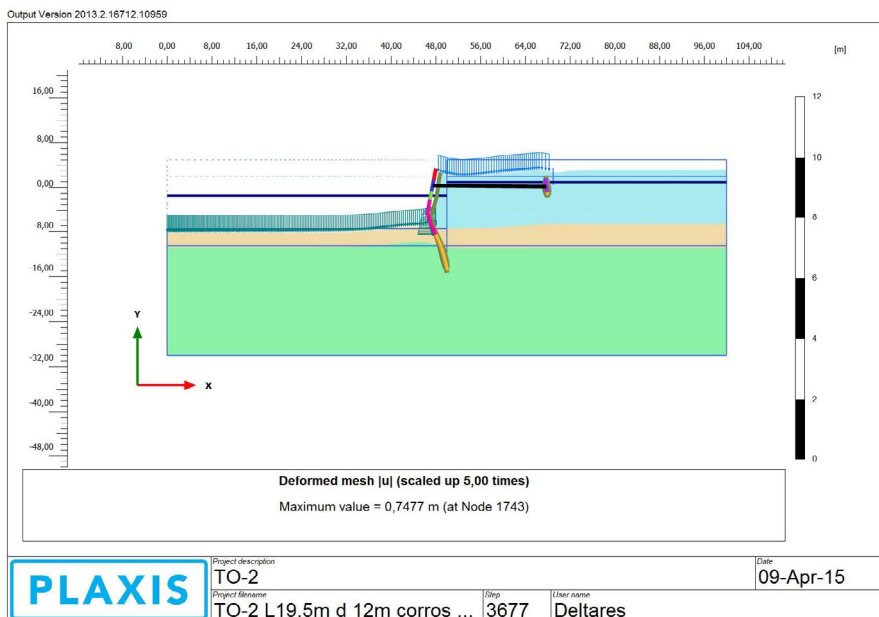 Output Version 2013.2.16712.10959
8,00 0,00 8,00 16,00 24,00 32,00 40,00 48,00 56,00 64,00 72,00 80,00 88,00 96,00 104,00
[m]
16,00
8,00
0,00
8,00
-16,00
-24,00
-32,00
-40,00
-48,00
12
10
8
6
4
2
0
Y
X
Deformed mesh |u| (scaled up 5,00 times)
Maximum value = 0,7477 m (at Node 1743)
PLAXIS
Project description
TO-2
Date
09-Apr-15
Project filename
TO-2 L19.5m d 12m corros ...
Step
3677
User name
Deltares